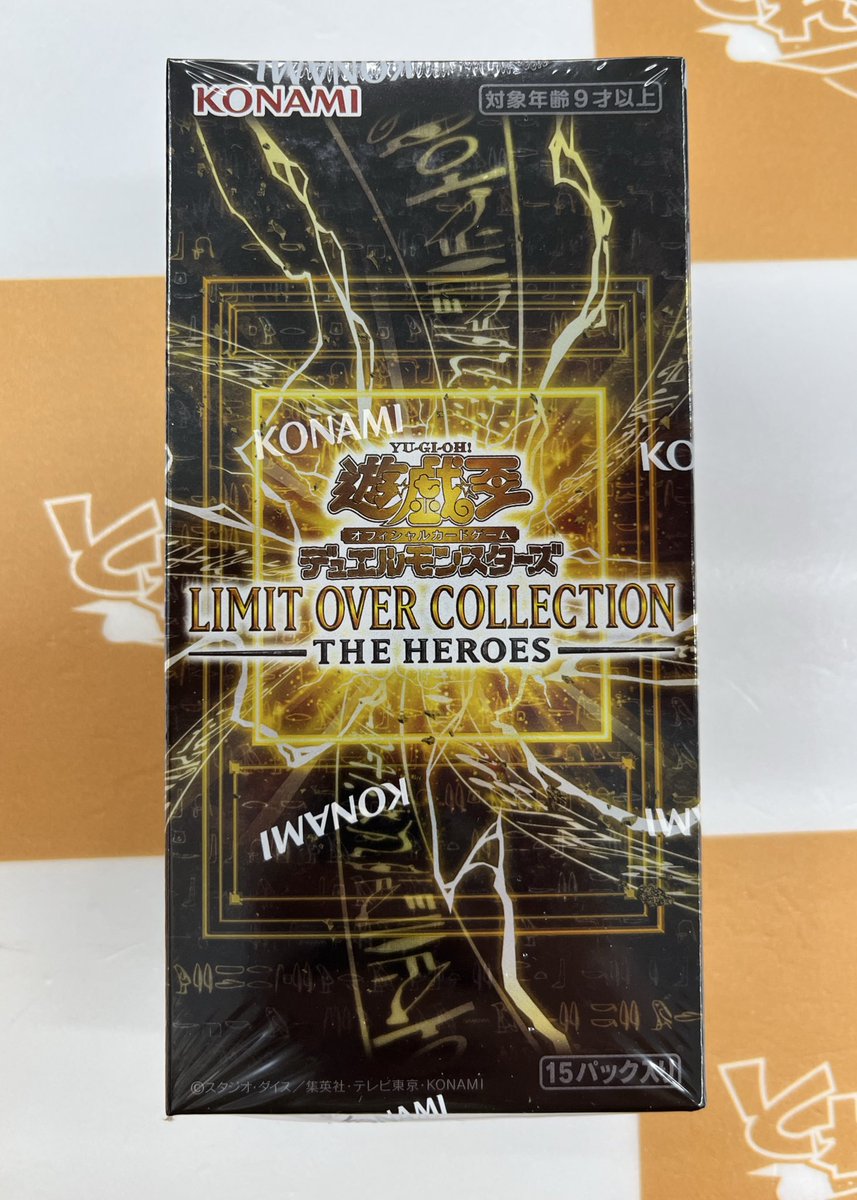 KONAMI
KONAMI
対象年齢9才以上
KONAMI
KO
YU-GI-OH!
遊戯王
オフィシャルカードゲーム
デュエルモンスターズ
LIMIT OVER COLLECTION
THE HEROES
KONAMI
15パック入り
©スタジオ・ダイス／集英社・テレビ東京・KONAMI